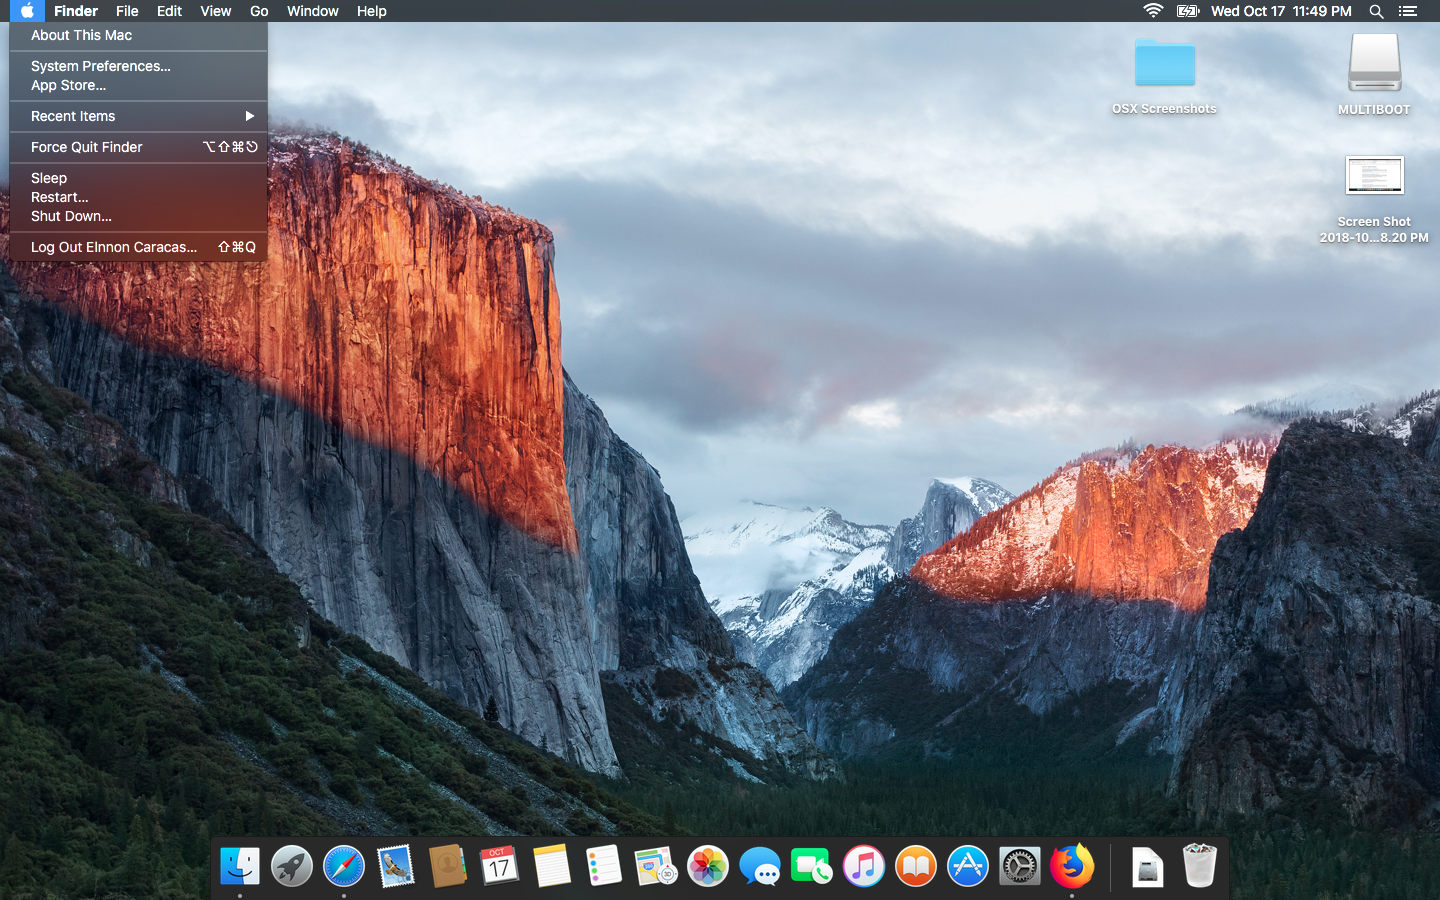 Finder File Edit View Go Window Help Wed Oct 17 11:49 PM
About This Mac
System Preferences...
App Store...
Recent Items
Force Quit Finder ⌥⇧⌘⎋
Sleep
Restart...
Shut Down...
Log Out Elnnon Caracas... ⇧⌘Q
OSX Screenshots
MULTIBOOT
Screen Shot
2018-10...8.20 PM
OCT
17